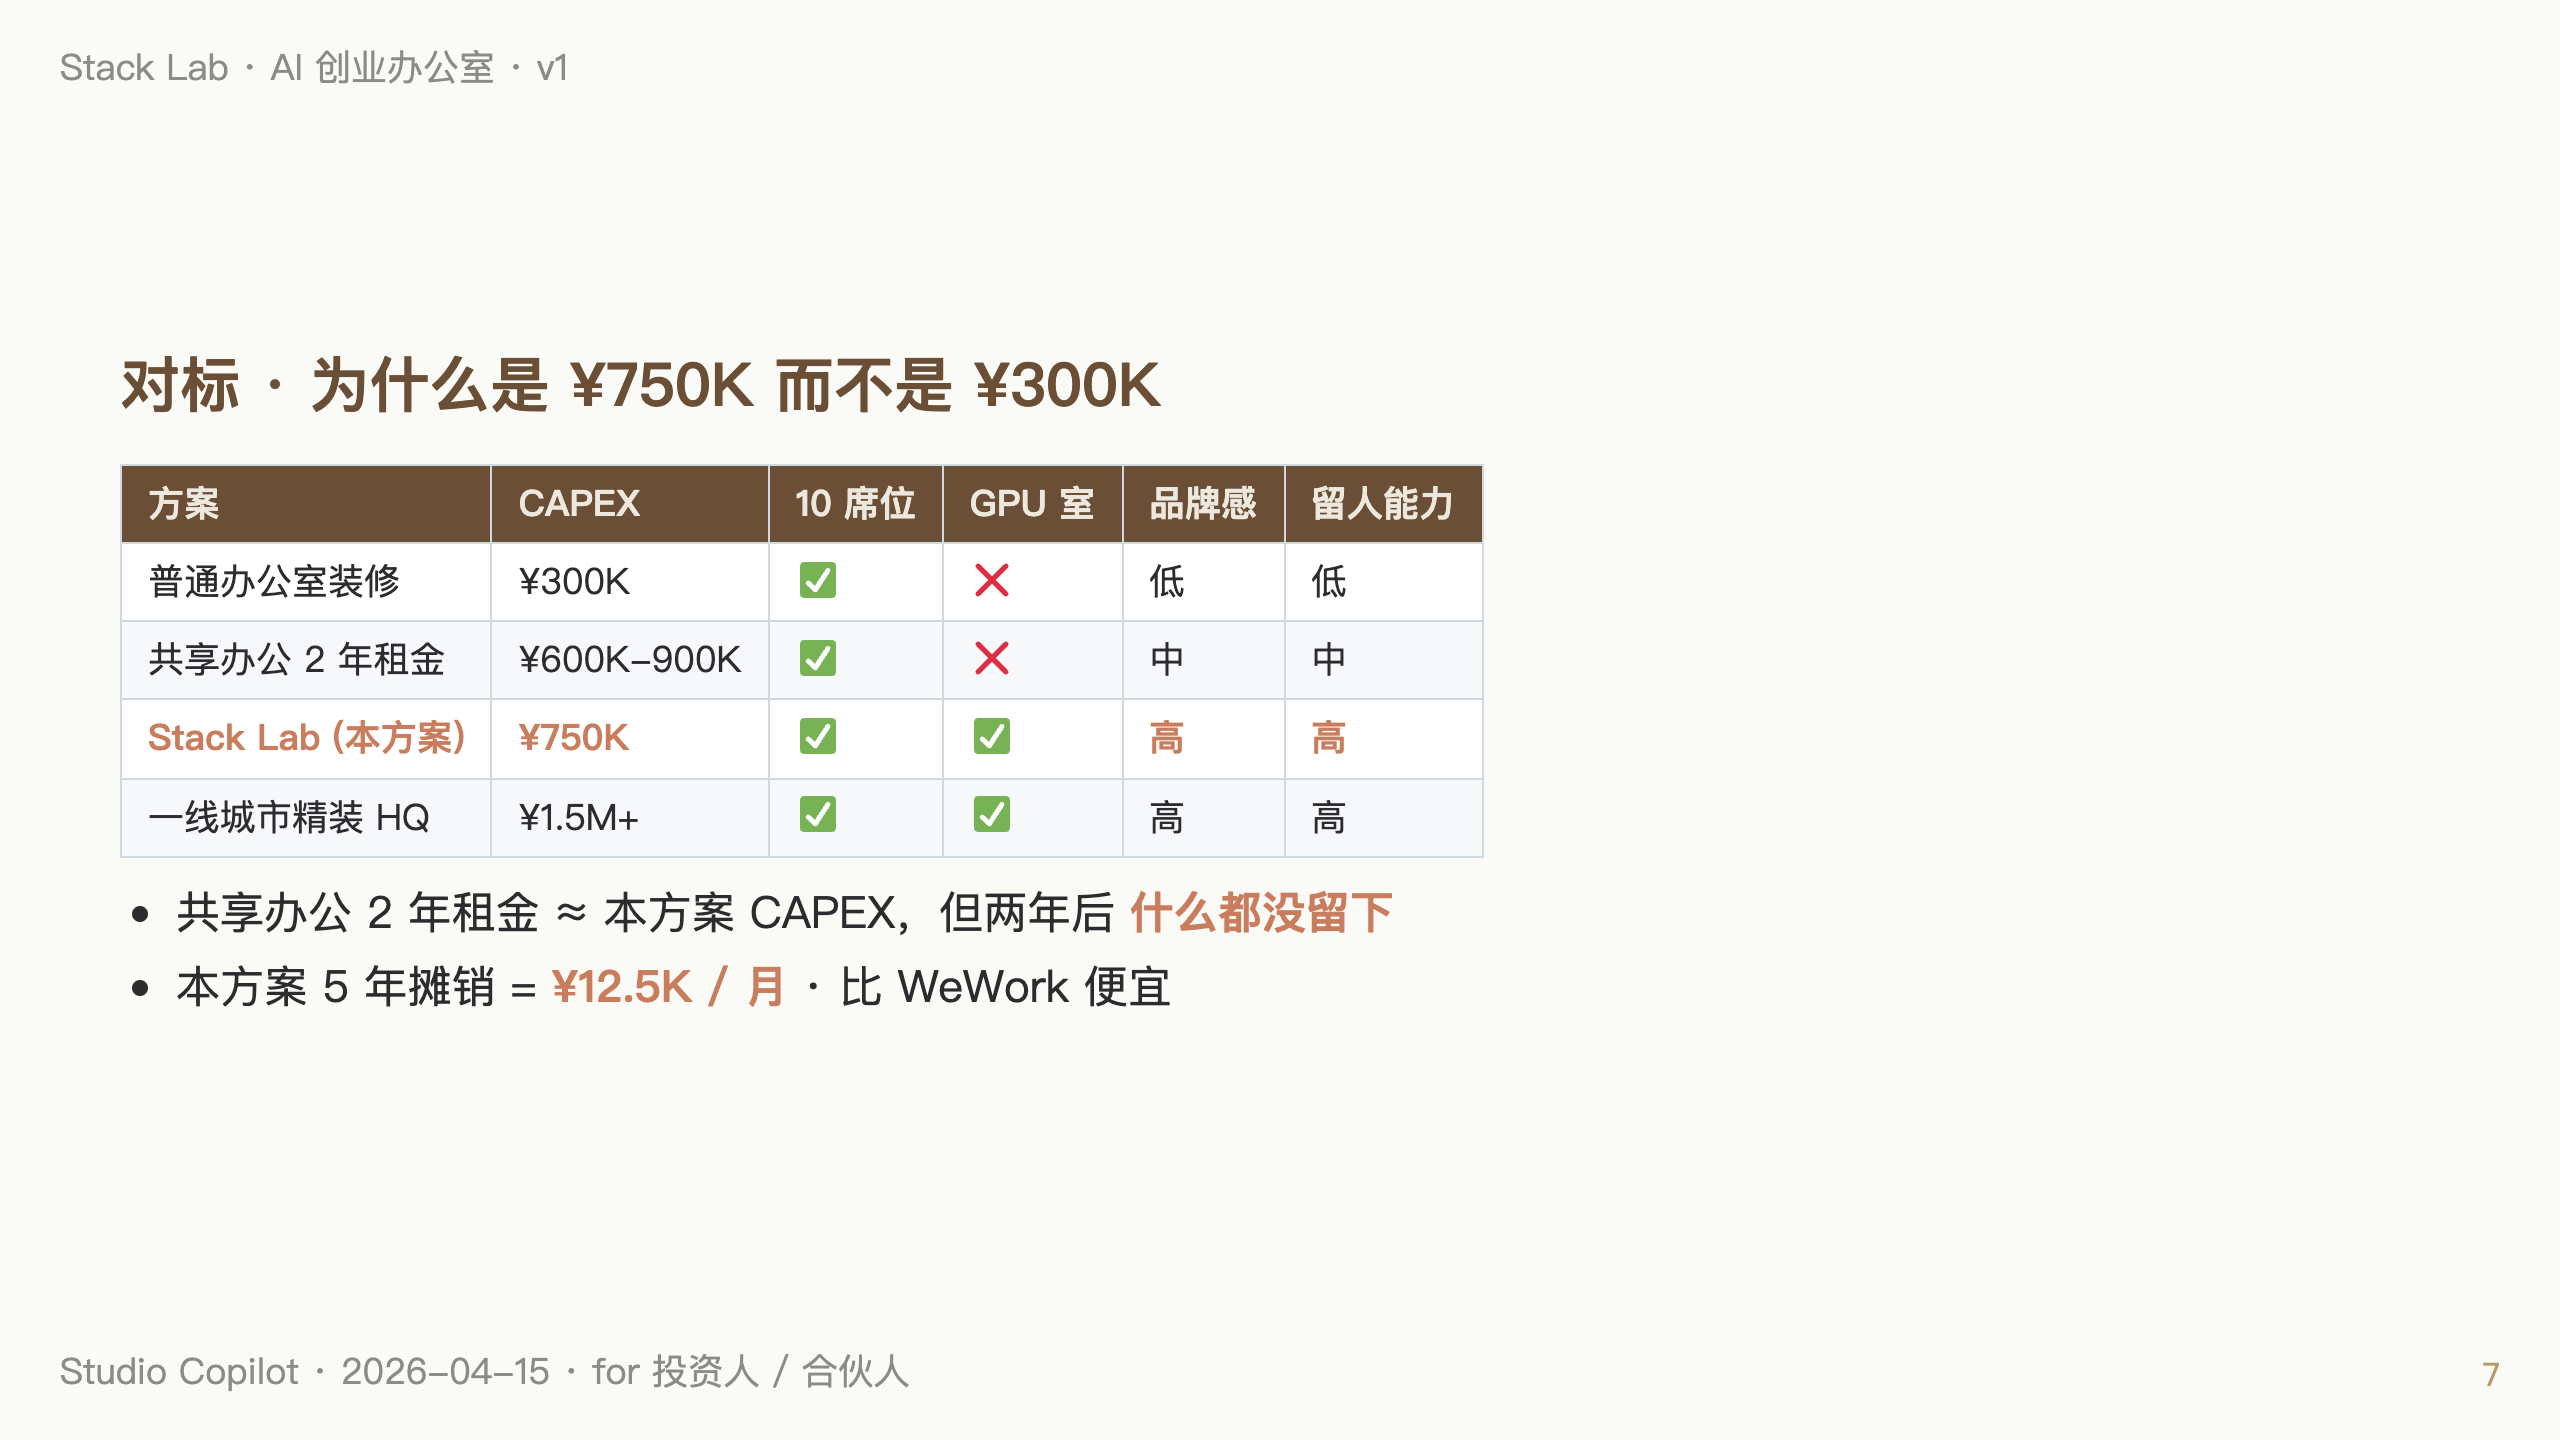 Stack Lab · AI 创业办公室 · v1
对标 · 为什么是 ¥750K 而不是 ¥300K
方案 CAPEX 10 席位 GPU 室 品牌感 留人能力
普通办公室装修 ¥300K ✅ ❌ 低 低
共享办公 2 年租金 ¥600K–900K ✅ ❌ 中 中
Stack Lab (本方案) ¥750K ✅ ✅ 高 高
一线城市精装 HQ ¥1.5M+ ✅ ✅ 高 高
• 共享办公 2 年租金 ≈ 本方案 CAPEX，但两年后 什么都没留下
• 本方案 5 年摊销 = ¥12.5K / 月 · 比 WeWork 便宜
Studio Copilot · 2026-04-15 · for 投资人 / 合伙人
7